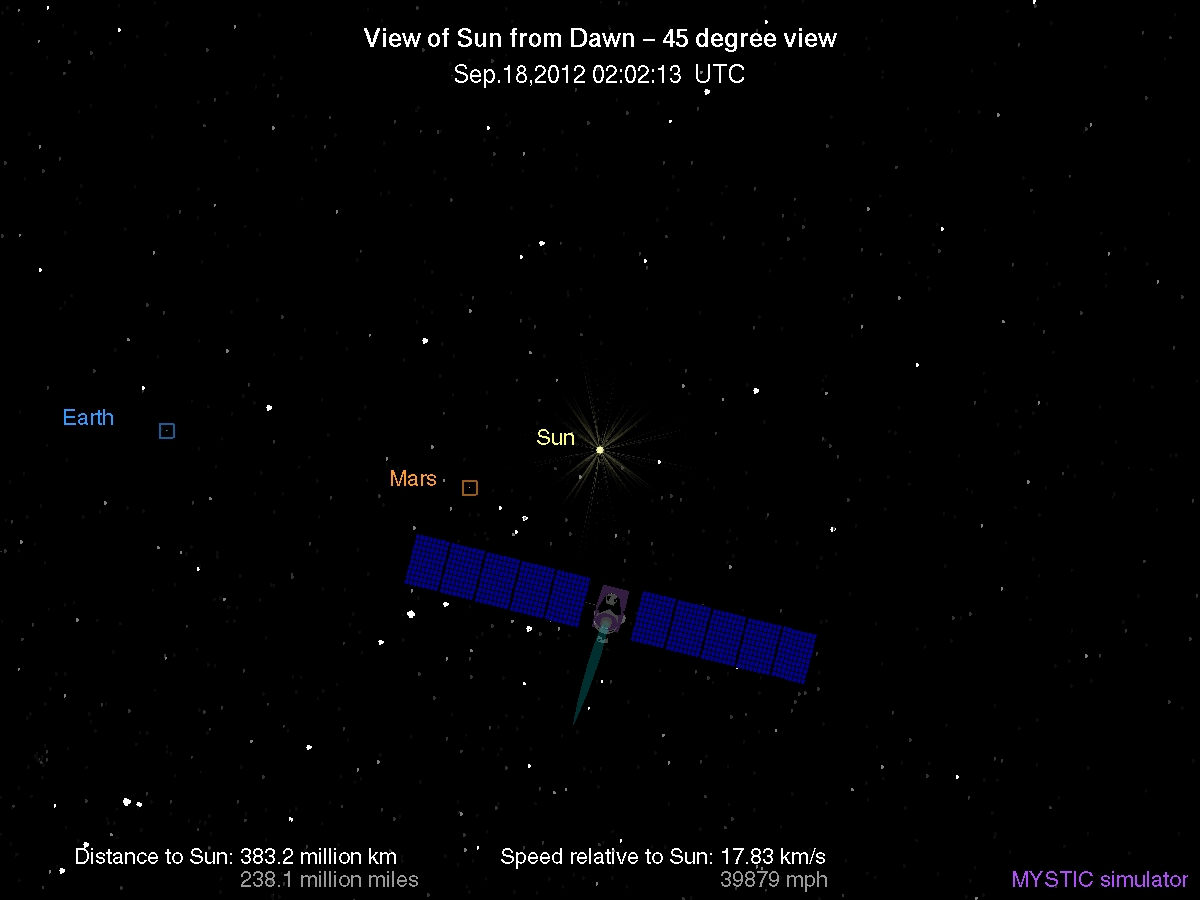 View of Sun from Dawn – 45 degree view
Sep.18,2012 02:02:13 UTC
Earth
Sun
Mars
Distance to Sun: 383.2 million km
238.1 million miles
Speed relative to Sun: 17.83 km/s
39879 mph
MYSTIC simulator